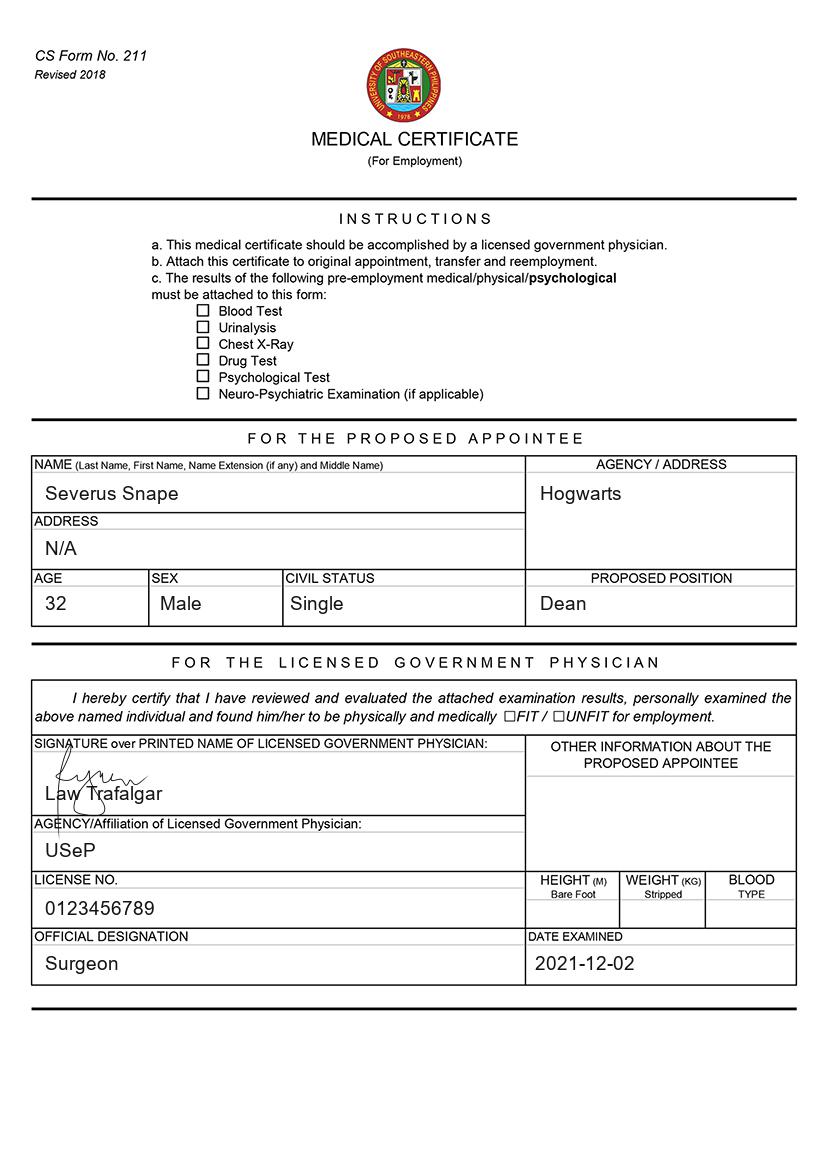 CS Form No. 211
Revised 2018
UNIVERSITY OF SOUTHEASTERN PHILIPPINES
1978
MEDICAL CERTIFICATE
(For Employment)
INSTRUCTIONS
a. This medical certificate should be accomplished by a licensed government physician.
b. Attach this certificate to original appointment, transfer and reemployment.
c. The results of the following pre-employment medical/physical/psychological
must be attached to this form:
☐ Blood Test
☐ Urinalysis
☐ Chest X-Ray
☐ Drug Test
☐ Psychological Test
☐ Neuro-Psychiatric Examination (if applicable)
FOR THE PROPOSED APPOINTEE
NAME (Last Name, First Name, Name Extension (if any) and Middle Name)
Severus Snape
AGENCY / ADDRESS
Hogwarts
ADDRESS
N/A
AGE
32
SEX
Male
CIVIL STATUS
Single
PROPOSED POSITION
Dean
FOR THE LICENSED GOVERNMENT PHYSICIAN
I hereby certify that I have reviewed and evaluated the attached examination results, personally examined the
above named individual and found him/her to be physically and medically ☐FIT / ☐UNFIT for employment.
SIGNATURE over PRINTED NAME OF LICENSED GOVERNMENT PHYSICIAN:
Law Trafalgar
OTHER INFORMATION ABOUT THE
PROPOSED APPOINTEE
AGENCY/Affiliation of Licensed Government Physician:
USeP
LICENSE NO.
0123456789
HEIGHT (M)
Bare Foot
WEIGHT (KG)
Stripped
BLOOD
TYPE
OFFICIAL DESIGNATION
Surgeon
DATE EXAMINED
2021-12-02